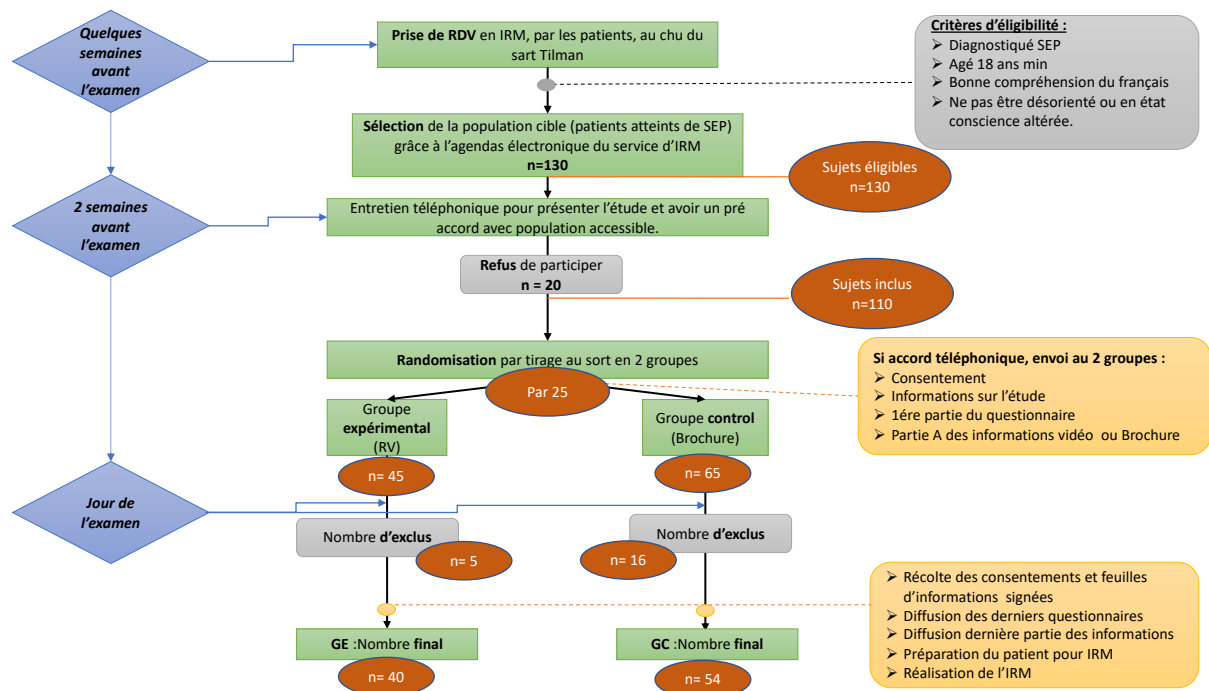 Quelques
semaines
avant
l'examen
Prise de RDV en IRM, par les patients, au chu du
sart Tilman
Critères d'éligibilité :
➢ Diagnostiqué SEP
➢ Agé 18 ans min
➢ Bonne compréhension du français
➢ Ne pas être désorienté ou en état
conscience altérée.
Sélection de la population cible (patients atteints de SEP)
grâce à l'agendas électronique du service d'IRM
n=130
Sujets éligibles
n=130
2 semaines
avant
l'examen
Entretien téléphonique pour présenter l'étude et avoir un pré
accord avec population accessible.
Refus de participer
n = 20
Sujets inclus
n=110
Randomisation par tirage au sort en 2 groupes
Par 25
Si accord téléphonique, envoi au 2 groupes :
➢ Consentement
➢ Informations sur l'étude
➢ 1ére partie du questionnaire
➢ Partie A des informations vidéo ou Brochure
Groupe
expérimental
(RV)
Groupe control
(Brochure)
n= 45
n= 65
Jour de
l'examen
Nombre d'exclus
n= 5
Nombre d'exclus
n= 16
➢ Récolte des consentements et feuilles
d'informations signées
➢ Diffusion des derniers questionnaires
➢ Diffusion dernière partie des informations
➢ Préparation du patient pour IRM
➢ Réalisation de l'IRM
GE :Nombre final
40
GC :Nombre final
54